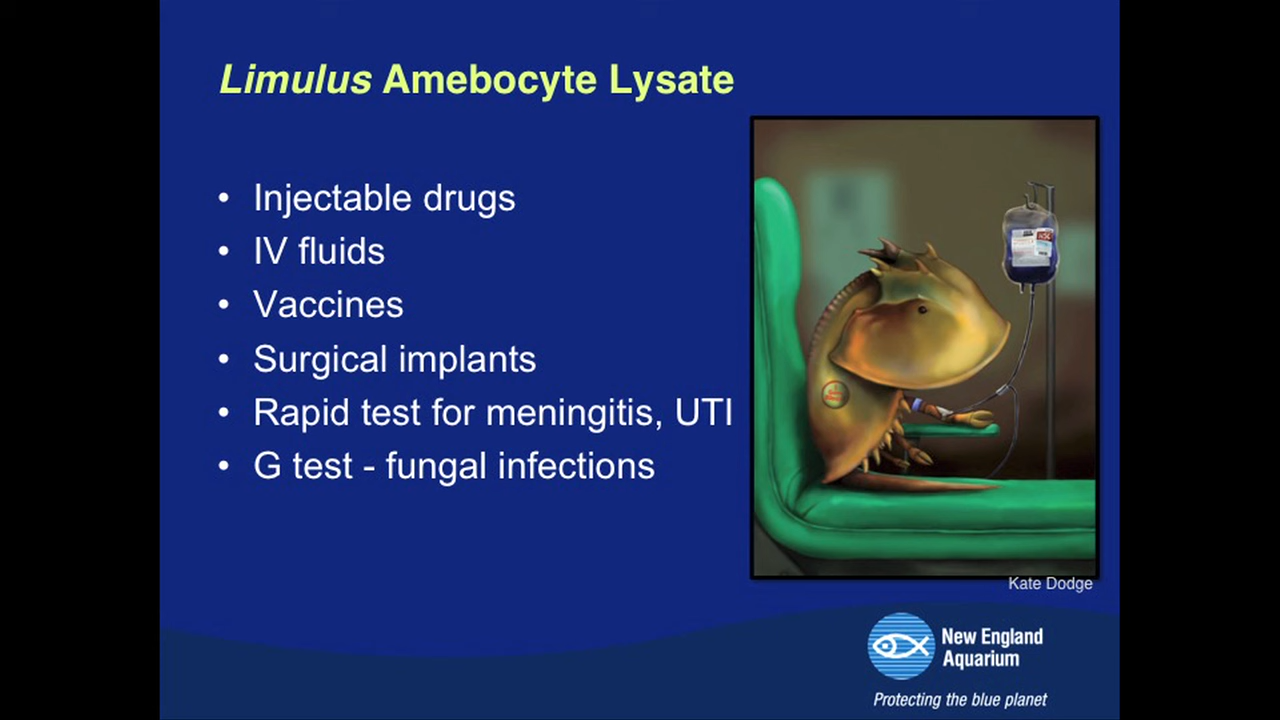 Limulus Amebocyte Lysate
• Injectable drugs
• IV fluids
• Vaccines
• Surgical implants
• Rapid test for meningitis, UTI
• G test - fungal infections
Kate Dodge
New England
Aquarium
Protecting the blue planet